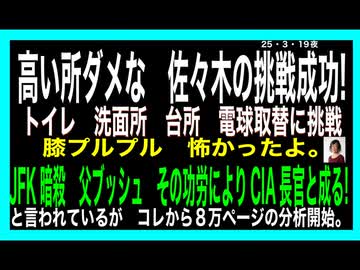 25・3・19夜
高い所ダメな　佐々木の挑戦成功!
トイレ　洗面所　台所　電球取替に挑戦
膝プルプル　怖かったよ。
JFK暗殺　父ブッシュ　その功労によりCIA長官と成る!
と言われているが　コレから8万ページの分析開始。